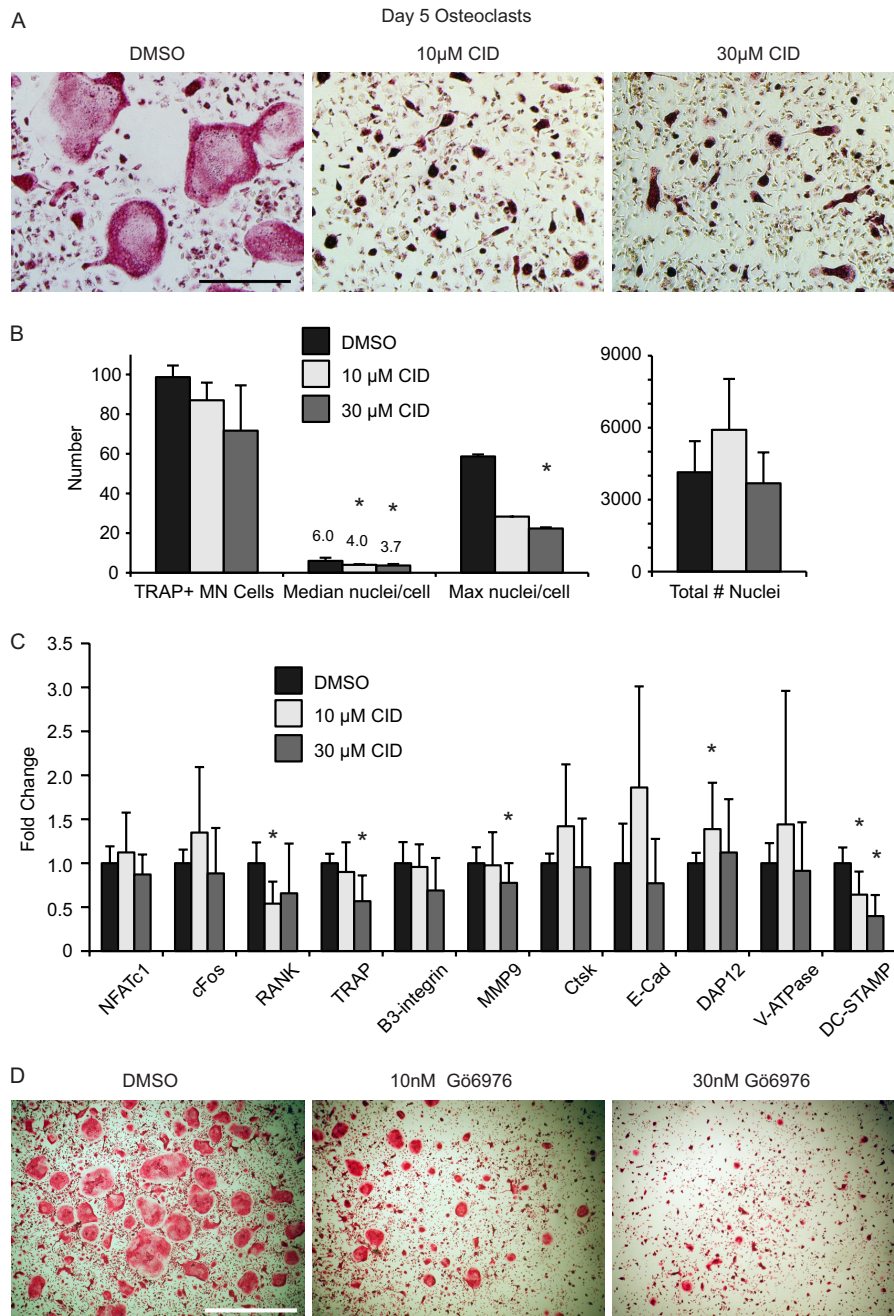 A
Day 5 Osteoclasts
DMSO 10µM CID 30µM CID
B
DMSO
10 µM CID
30 µM CID
Number
100
80
60
40
20
0
6.0 4.0 3.7
* * *
TRAP+ MN Cells Median nuclei/cell Max nuclei/cell
9000
6000
3000
0
Total # Nuclei
C
DMSO
10 µM CID
30 µM CID
Fold Change
3.5
3.0
2.5
2.0
1.5
1.0
0.5
0
* * * * * *
NFATc1
cFos
RANK
TRAP
B3-integrin
MMP9
Ctsk
E-Cad
DAP12
V-ATPase
DC-STAMP
D
DMSO 10nM Gö6976 30nM Gö6976